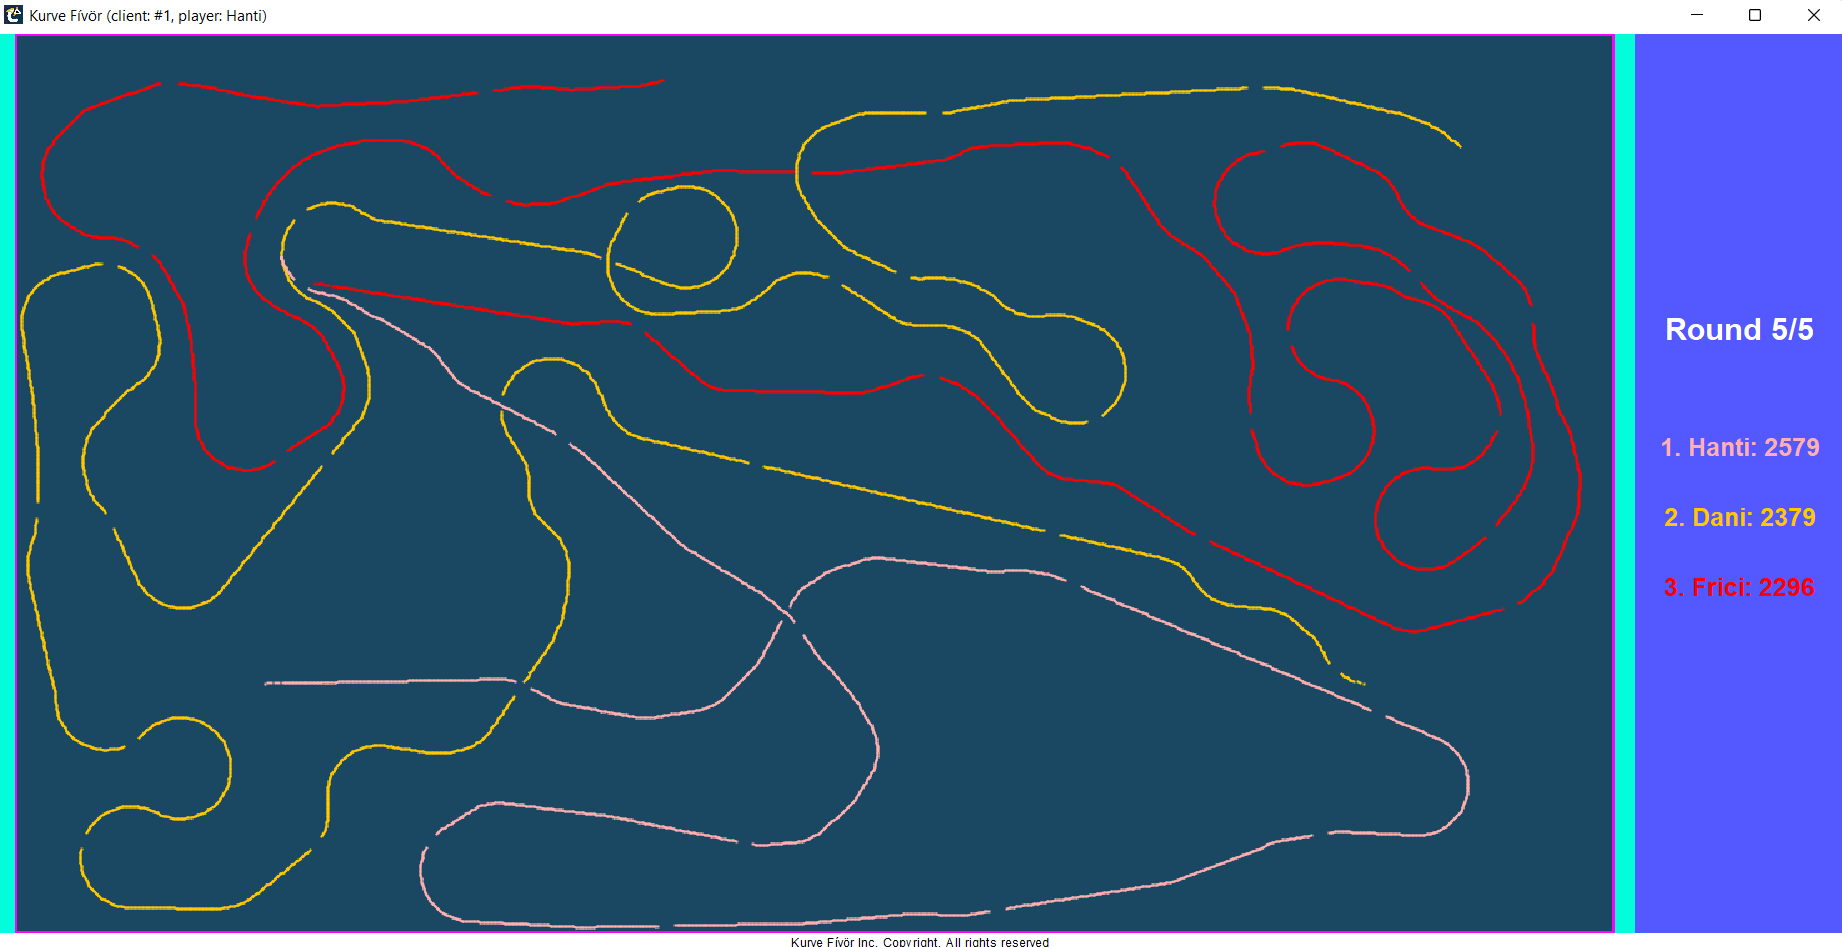 Kurve Fívör (client: #1, player: Hanti)
Round 5/5
1. Hanti: 2579
2. Dani: 2379
3. Frici: 2296
Kurve Fívör Inc. Copyright. All rights reserved